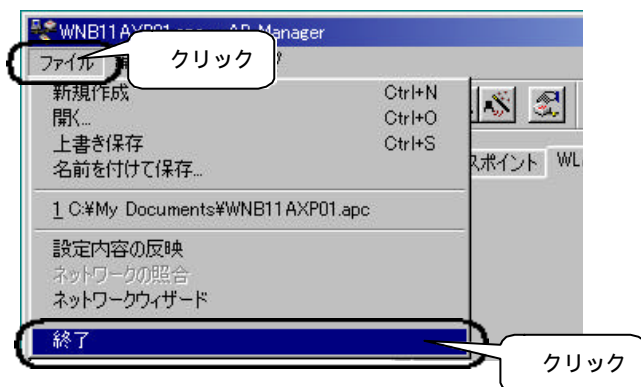 WNB11AXP01.apc - AP Manager
ファイル
クリック
新規作成 Ctrl+N
開く... Ctrl+O
上書き保存 Ctrl+S
名前を付けて保存...
スポイント WL
1 C:¥My Documents¥WNB11AXP01.apc
設定内容の反映
ネットワークの照合
ネットワークウィザード
終了
クリック